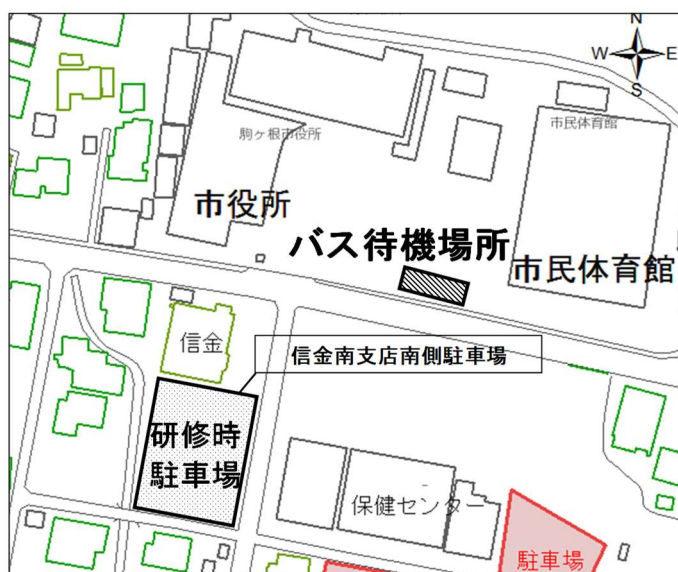 N
W E
S
駒ヶ根市役所
市民体育館
市役所
バス待機場所
市民体育館
信金
信金南支店南側駐車場
研修時
駐車場
保健センター
駐車場